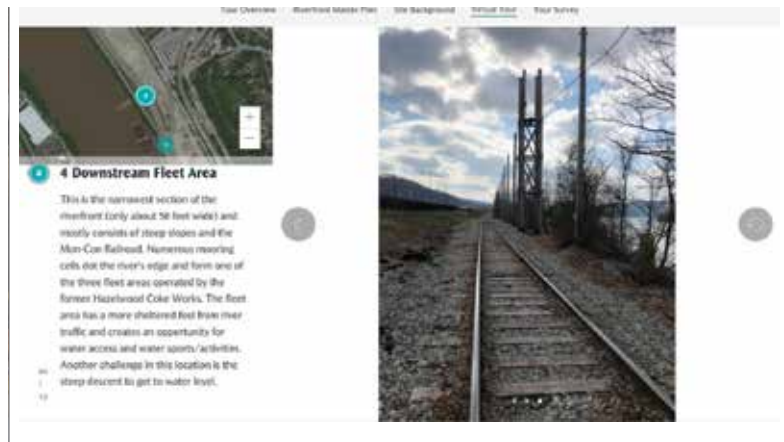 Tour Overview Riverfront Master Plan Site Background Virtual Tour Tour Survey
4 Downstream Fleet Area
This is the narrowest section of the
riverfront (only about 50 feet wide) and
mostly consists of steep slopes and the
Mon-Con Railroad. Numerous mooring
cells dot the river's edge and form one of
the three fleet areas operated by the
former Hazelwood Coke Works. The fleet
area has a more sheltered feel from river
traffic and creates an opportunity for
water access and water sports/activities.
Another challenge in this location is the
steep descent to get to water level.